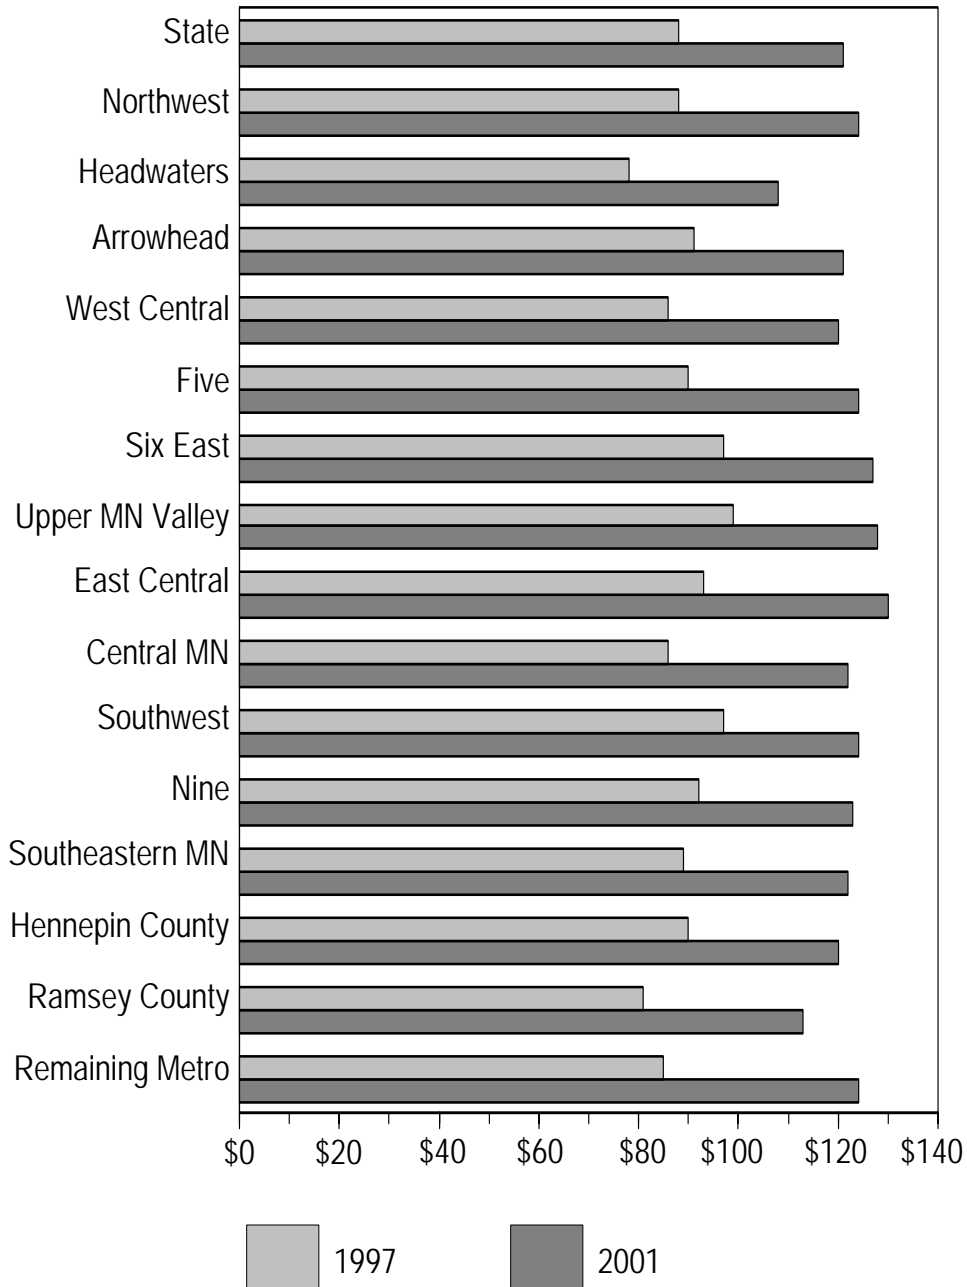 State
Northwest
Headwaters
Arrowhead
West Central
Five
Six East
Upper MN Valley
East Central
Central MN
Southwest
Nine
Southeastern MN
Hennepin County
Ramsey County
Remaining Metro
$0 $20 $40 $60 $80 $100 $120 $140
1997 2001